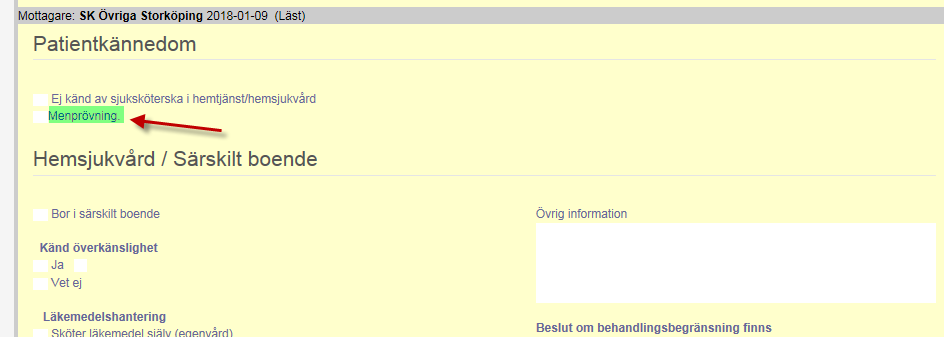 Mottagare: SK Övriga Storköping 2018-01-09 (Läst)
Patientkännedom
Ej känd av sjuksköterska i hemtjänst/hemsjukvård
Menprövning.
Hemsjukvård / Särskilt boende
Bor i särskilt boende
Känd överkänslighet
Ja
Vet ej
Läkemedelshantering
Sköter läkemedel själv (egenvård)
Övrig information
Beslut om behandlingsbegränsning finns